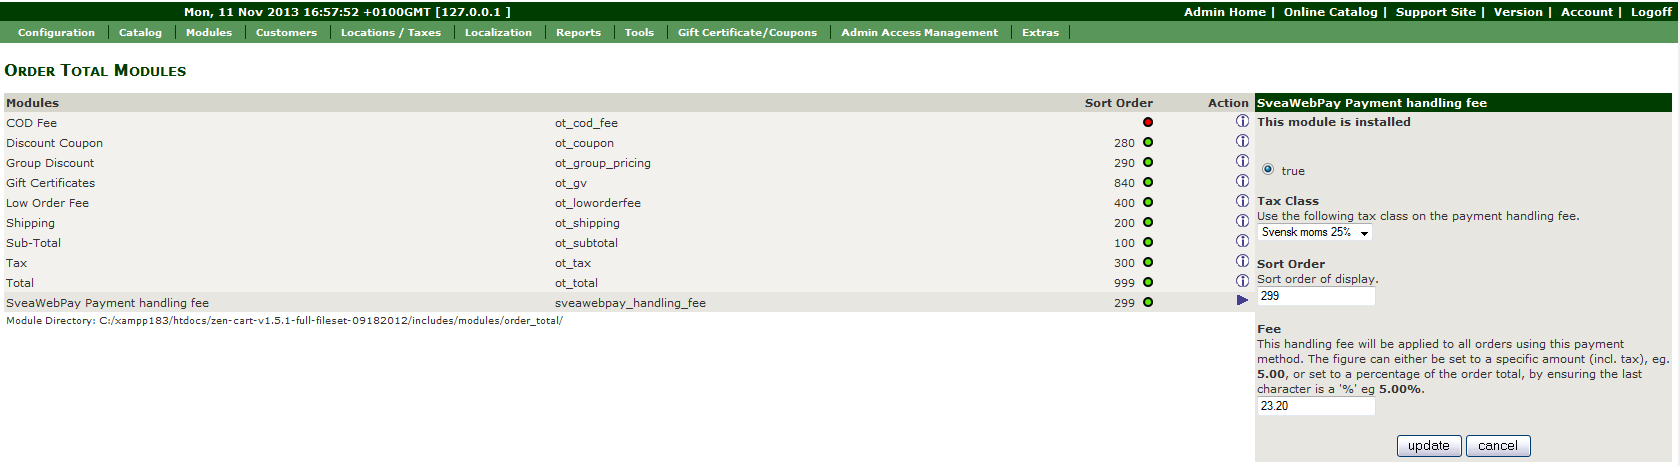 Mon, 11 Nov 2013 16:57:52 +0100GMT [127.0.0.1 ]
Admin Home | Online Catalog | Support Site | Version | Account | Logoff
Configuration | Catalog | Modules | Customers | Locations / Taxes | Localization | Reports | Tools | Gift Certificate/Coupons | Admin Access Management | Extras |
Order Total Modules
Modules Sort Order Action
COD Fee ot_cod_fee
Discount Coupon ot_coupon 280
Group Discount ot_group_pricing 290
Gift Certificates ot_gv 840
Low Order Fee ot_loworderfee 400
Shipping ot_shipping 200
Sub-Total ot_subtotal 100
Tax ot_tax 300
Total ot_total 999
SveaWebPay Payment handling fee sveawebpay_handling_fee 299
Module Directory: C:/xampp183/htdocs/zen-cart-v1.5.1-full-fileset-09182012/includes/modules/order_total/
SveaWebPay Payment handling fee
This module is installed
true
Tax Class
Use the following tax class on the payment handling fee.
Svensk moms 25%
Sort Order
Sort order of display.
299
Fee
This handling fee will be applied to all orders using this payment
method. The figure can either be set to a specific amount (incl. tax), eg.
5.00, or set to a percentage of the order total, by ensuring the last
character is a '%' eg 5.00%.
23.20
update cancel